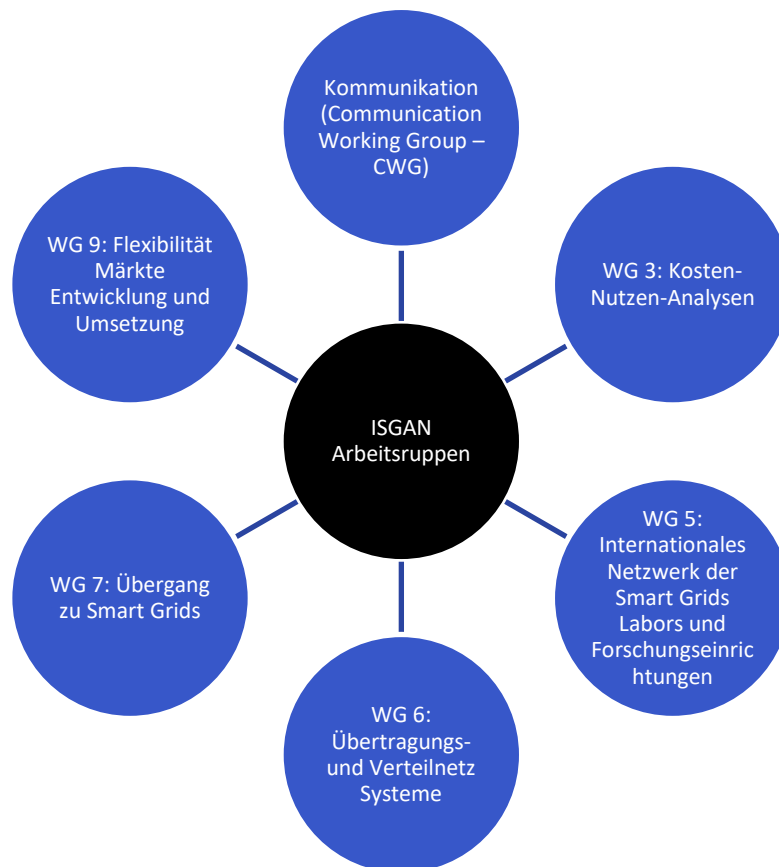 Kommunikation
(Communication
Working Group –
CWG)
WG 3: Kosten-
Nutzen-Analysen
WG 5:
Internationales
Netzwerk der
Smart Grids
Labors und
Forschungseinric
htungen
WG 6:
Übertragungs-
und Verteilnetz
Systeme
WG 7: Übergang
zu Smart Grids
WG 9: Flexibilität
Märkte
Entwicklung und
Umsetzung
ISGAN
Arbeitsruppen